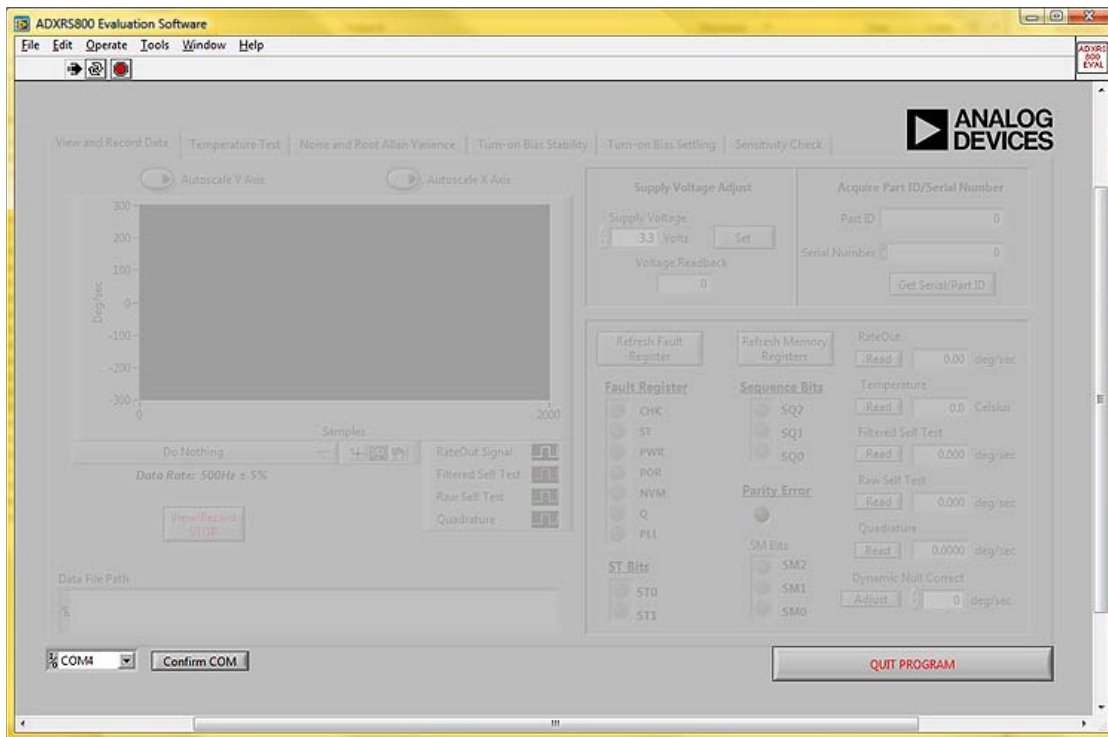 ADXRS800 Evaluation Software
File Edit Operate Tools Window Help
ADXRS
800
EVAL
ANALOG
DEVICES
View and Record Data
Temperature Test
Noise and Root Allan Variance
Turn-on Bias Stability
Turn-on Bias Settling
Sensitivity Check
Autoscale Y Axis
Autoscale X Axis
Deg/sec
300
200
100
0
-100
-200
-300
0
2000
Samples
Do Nothing
Data Rate: 500Hz ± 5%
View/Record
STOP
RateOut Signal
Filtered Self Test
Raw Self Test
Quadrature
Data File Path
Supply Voltage Adjust
Supply Voltage
3.3 Volts
Set
Voltage Readback
0
Acquire Part ID/Serial Number
Part ID 0
Serial Number 0
Get Serial/Part ID
Refresh Fault
Register
Fault Register
CHK
ST
PWR
POR
NVM
Q
PLL
ST Bits
ST0
ST1
Refresh Memory
Registers
Sequence Bits
SQ2
SQ1
SQ0
Parity Error
SM Bits
SM2
SM1
SM0
RateOut
Read 0.00 deg/sec
Temperature
Read 0.0 Celsius
Filtered Self Test
Read 0.000 deg/sec
Raw Self Test
Read 0.000 deg/sec
Quadrature
Read 0.0000 deg/sec
Dynamic Null Correct
Adjust 0 deg/sec
COM4
Confirm COM
QUIT PROGRAM